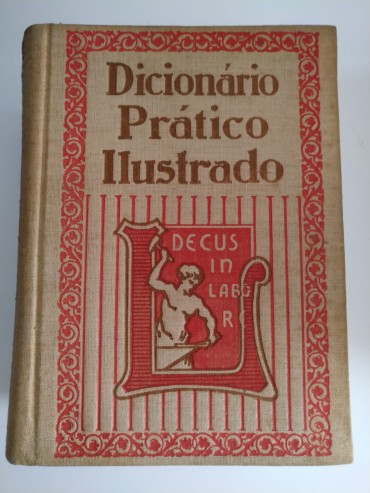 Dicionário
Prático
Ilustrado
DECUS
in
LABO
R